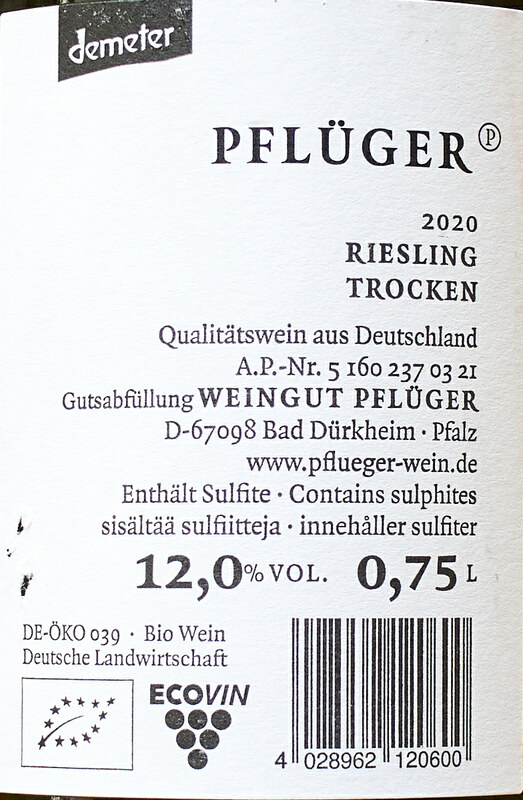 demeter
PFLÜGER Ⓟ
2020
RIESLING
TROCKEN
Qualitätswein aus Deutschland
A.P.-Nr. 5 160 237 03 21
Gutsabfüllung WEINGUT PFLÜGER
D-67098 Bad Dürkheim · Pfalz
www.pflueger-wein.de
Enthält Sulfite · Contains sulphites
sisältää sulfiitteja · innehåller sulfiter
12,0% VOL. 0,75 L
DE-ÖKO 039 · Bio Wein
Deutsche Landwirtschaft
ECOVIN
4 028962 120600